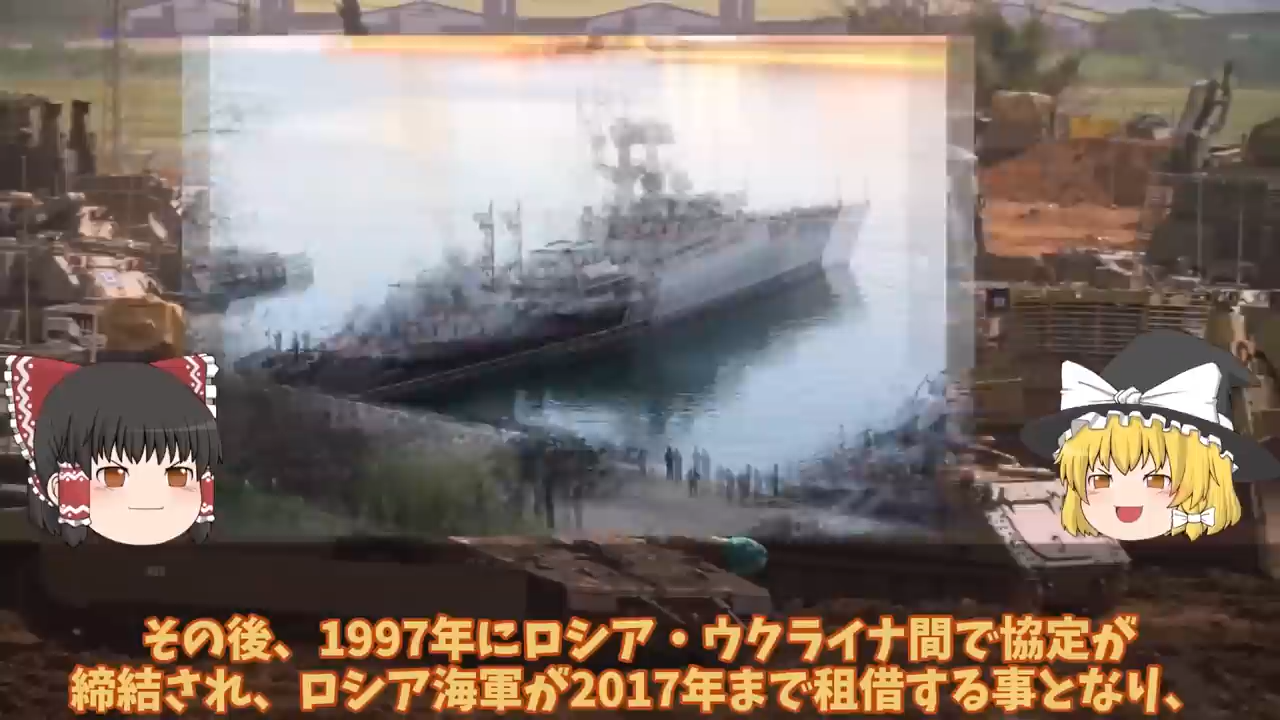 その後、1997年にロシア・ウクライナ間で協定が
締結され、ロシア海軍が2017年まで租借する事となり、